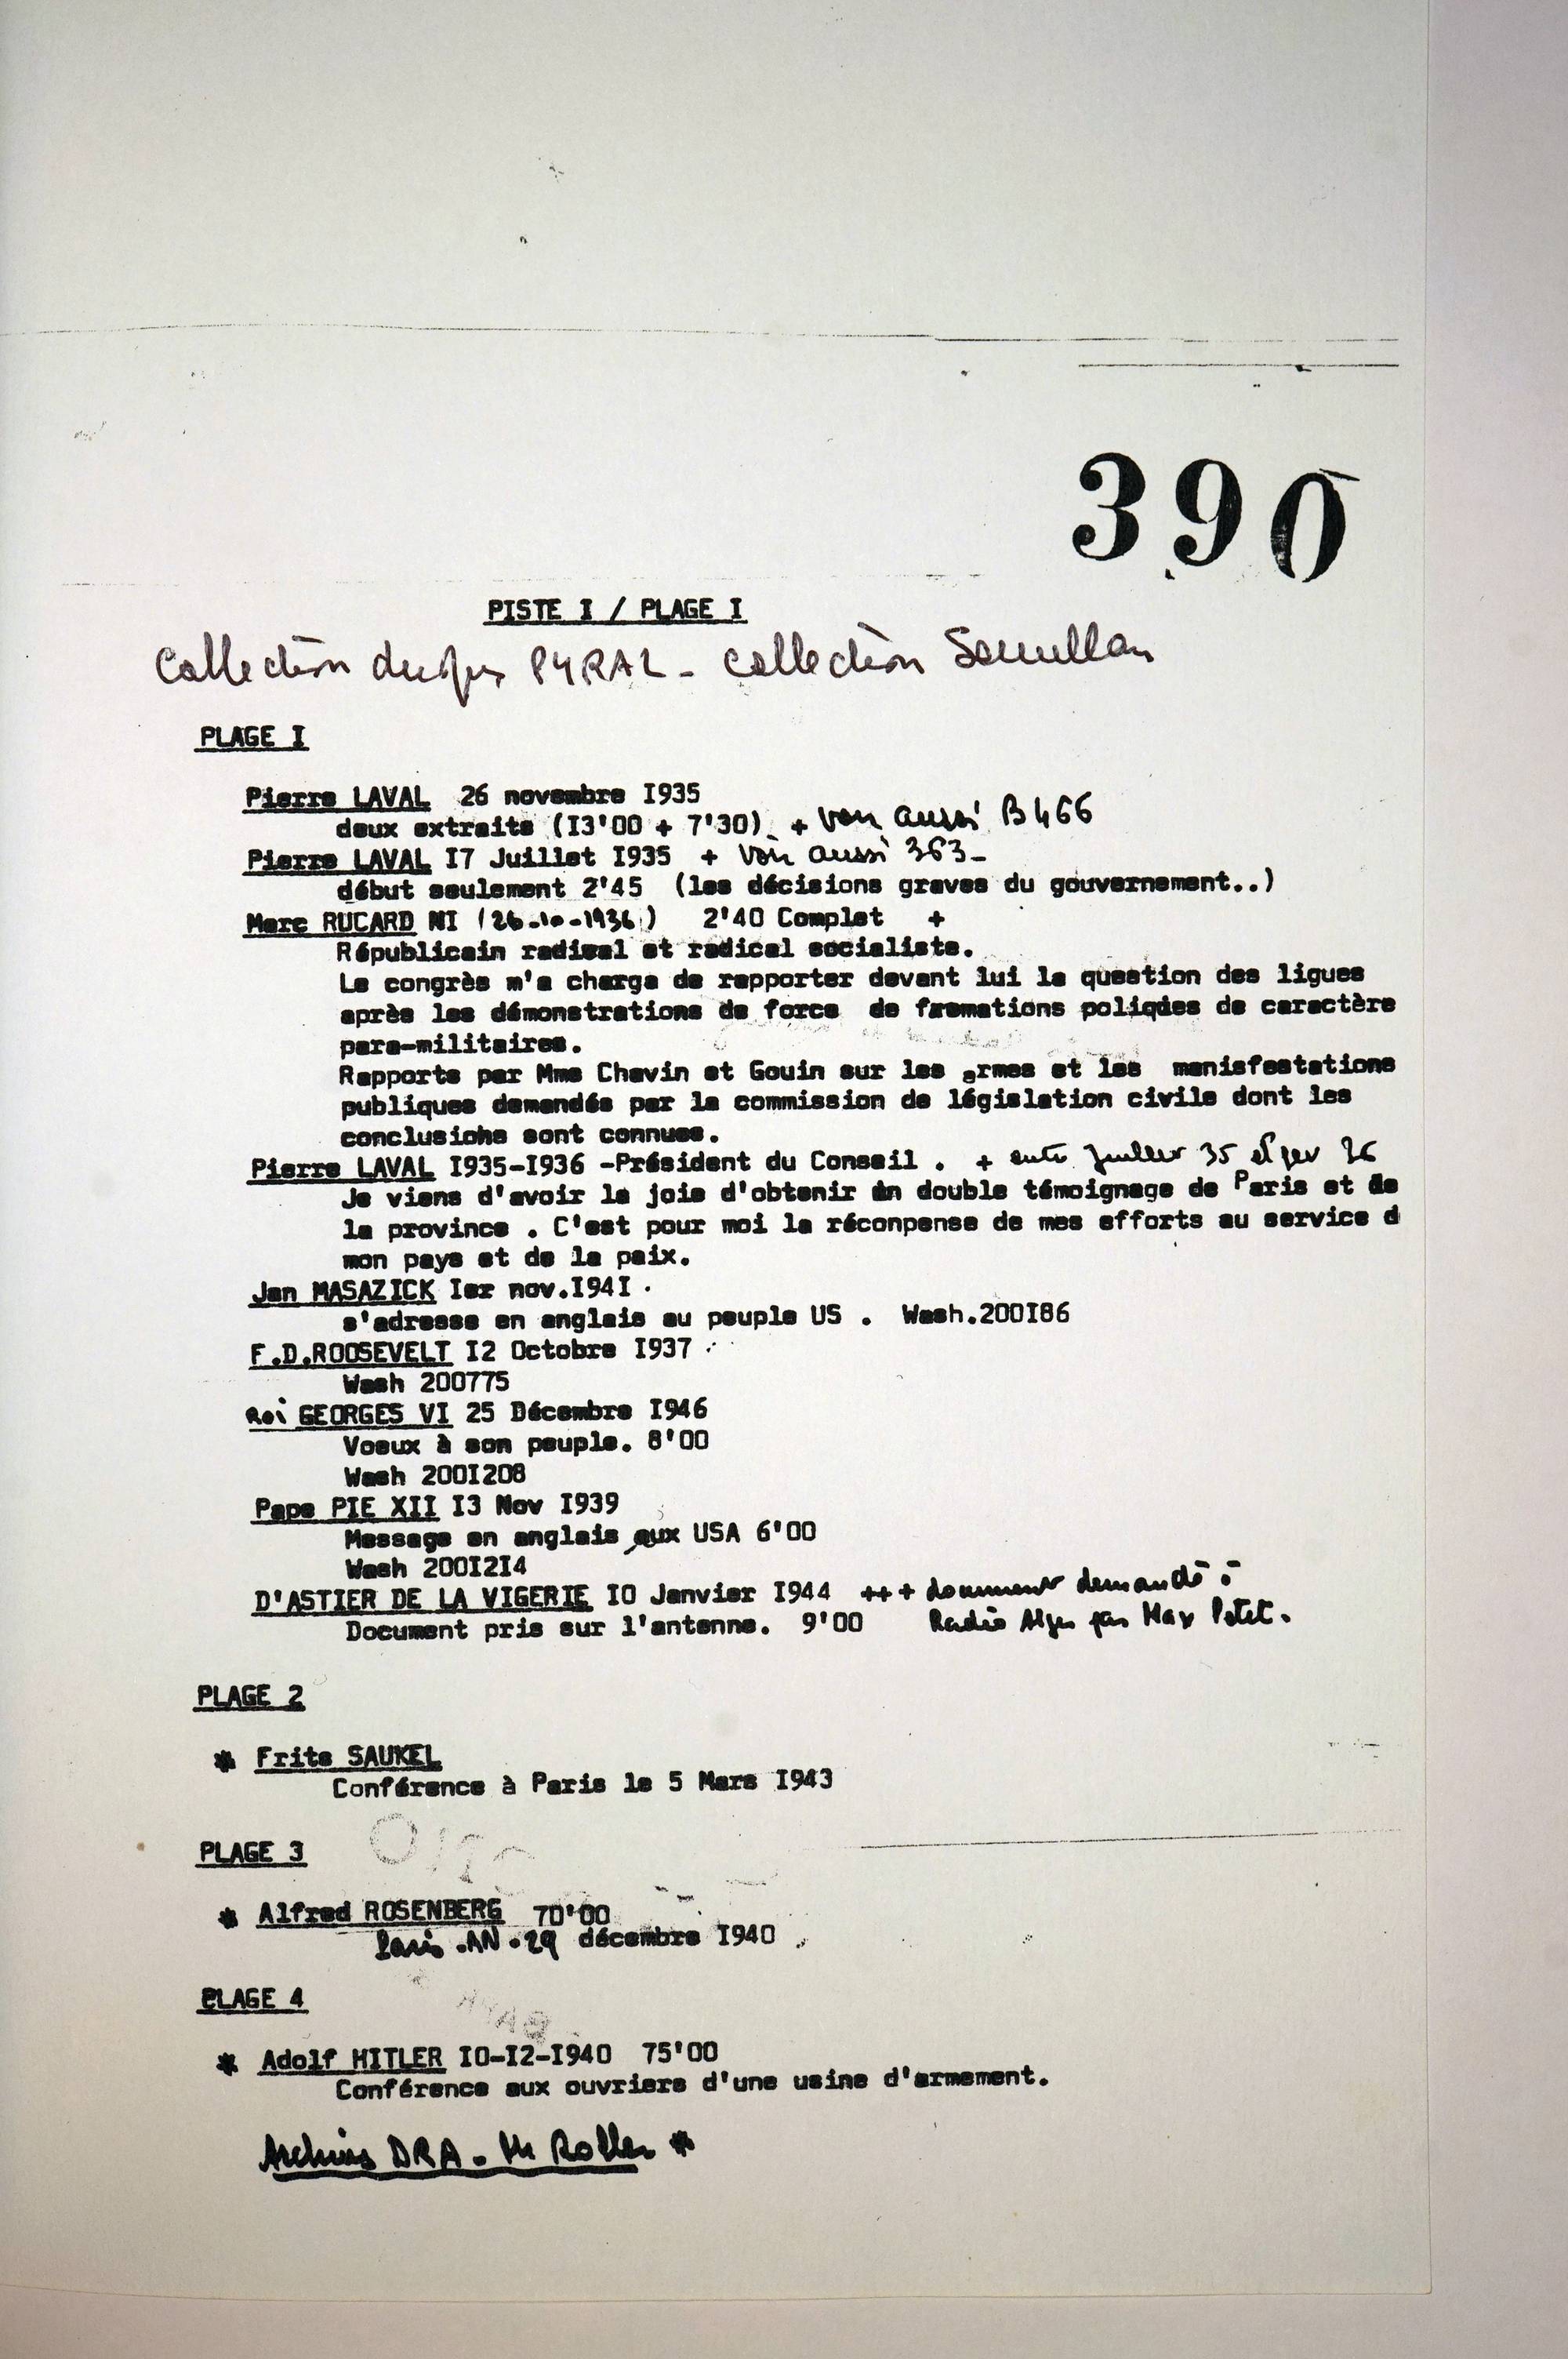 390
PISTE I / PLAGE I
Collection disques PYRAL - Collection
PLAGE I
Pierre LAVAL 26 novembre I935
deux extraits (I3'00 + 7'30) + voir aussi B466
Pierre LAVAL I7 Juillet I935 + voir aussi 363-
début seulement 2'45 (les décisions graves du gouvernement..)
Marc RUCARD MI (26-10-1936) 2'40 Complet +
Républicain radical et radical socialiste.
Le congrès m'a charga de rapporter devant lui la question des ligues
après les démonstrations de force de formations poliqdes de caractère
para-militaires.
Rapports par Mme Chavin et Gouin sur les armes et les manisfestations
publiques demandés par la commission de législation civile dont les
conclusions sont connues.
Pierre LAVAL I935-I936 -Président du Conseil . + entre Juillet 35 et Janv 36
Je viens d'avoir la joie d'obtenir un double témoignage de Paris et de
la province . C'est pour moi la réconpense de mes efforts au service d
mon pays et de la paix.
Jan MASAZICK Ier nov.I94I .
s'adresse en anglais au peuple US . Wash.200I86
F.D.ROOSEVELT I2 Octobre I937
Wash 200775
Roi GEORGES VI 25 Décembre I946
Voeux à son peuple. 8'00
Wash 200I208
Pape PIE XII I3 Nov I939
Message en anglais aux USA 6'00
Wash 200I2I4
D'ASTIER DE LA VIGERIE IO Janvier I944 +++ document demandé à
Document pris sur l'antenne. 9'00 Radio Alger par Max Petit.
PLAGE 2
* Frits SAUKEL
Conférence à Paris le 5 Mars I943
PLAGE 3
* Alfred ROSENBERG 70'00
Paris .AN.29 décembre I940
PLAGE 4
* Adolf HITLER IO-I2-I940 75'00
Conférence aux ouvriers d'une usine d'armement.
Archives DRA. Mr Roller *